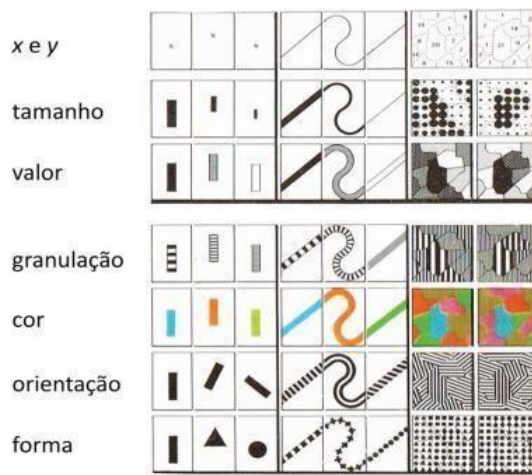 x e y
tamanho
valor
granulação
cor
orientação
forma